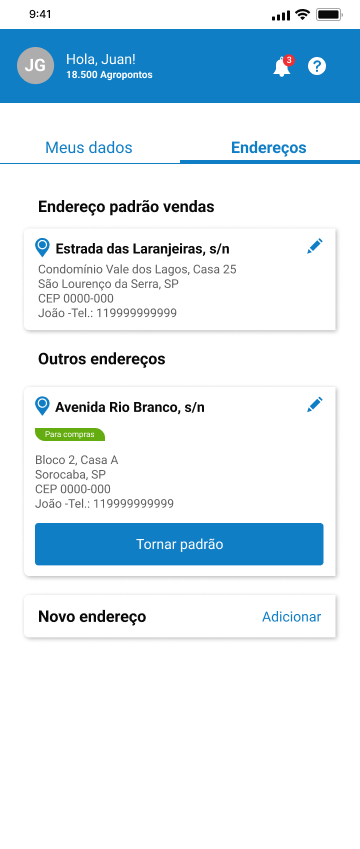 9:41
JG
Hola, Juan!
18.500 Agropontos
3
?
Meus dados
Endereços
Endereço padrão vendas
Estrada das Laranjeiras, s/n
Condomínio Vale dos Lagos, Casa 25
São Lourenço da Serra, SP
CEP 0000-000
João -Tel.: 119999999999
Outros endereços
Avenida Rio Branco, s/n
Para compras
Bloco 2, Casa A
Sorocaba, SP
CEP 0000-000
João -Tel.: 119999999999
Tornar padrão
Novo endereço
Adicionar